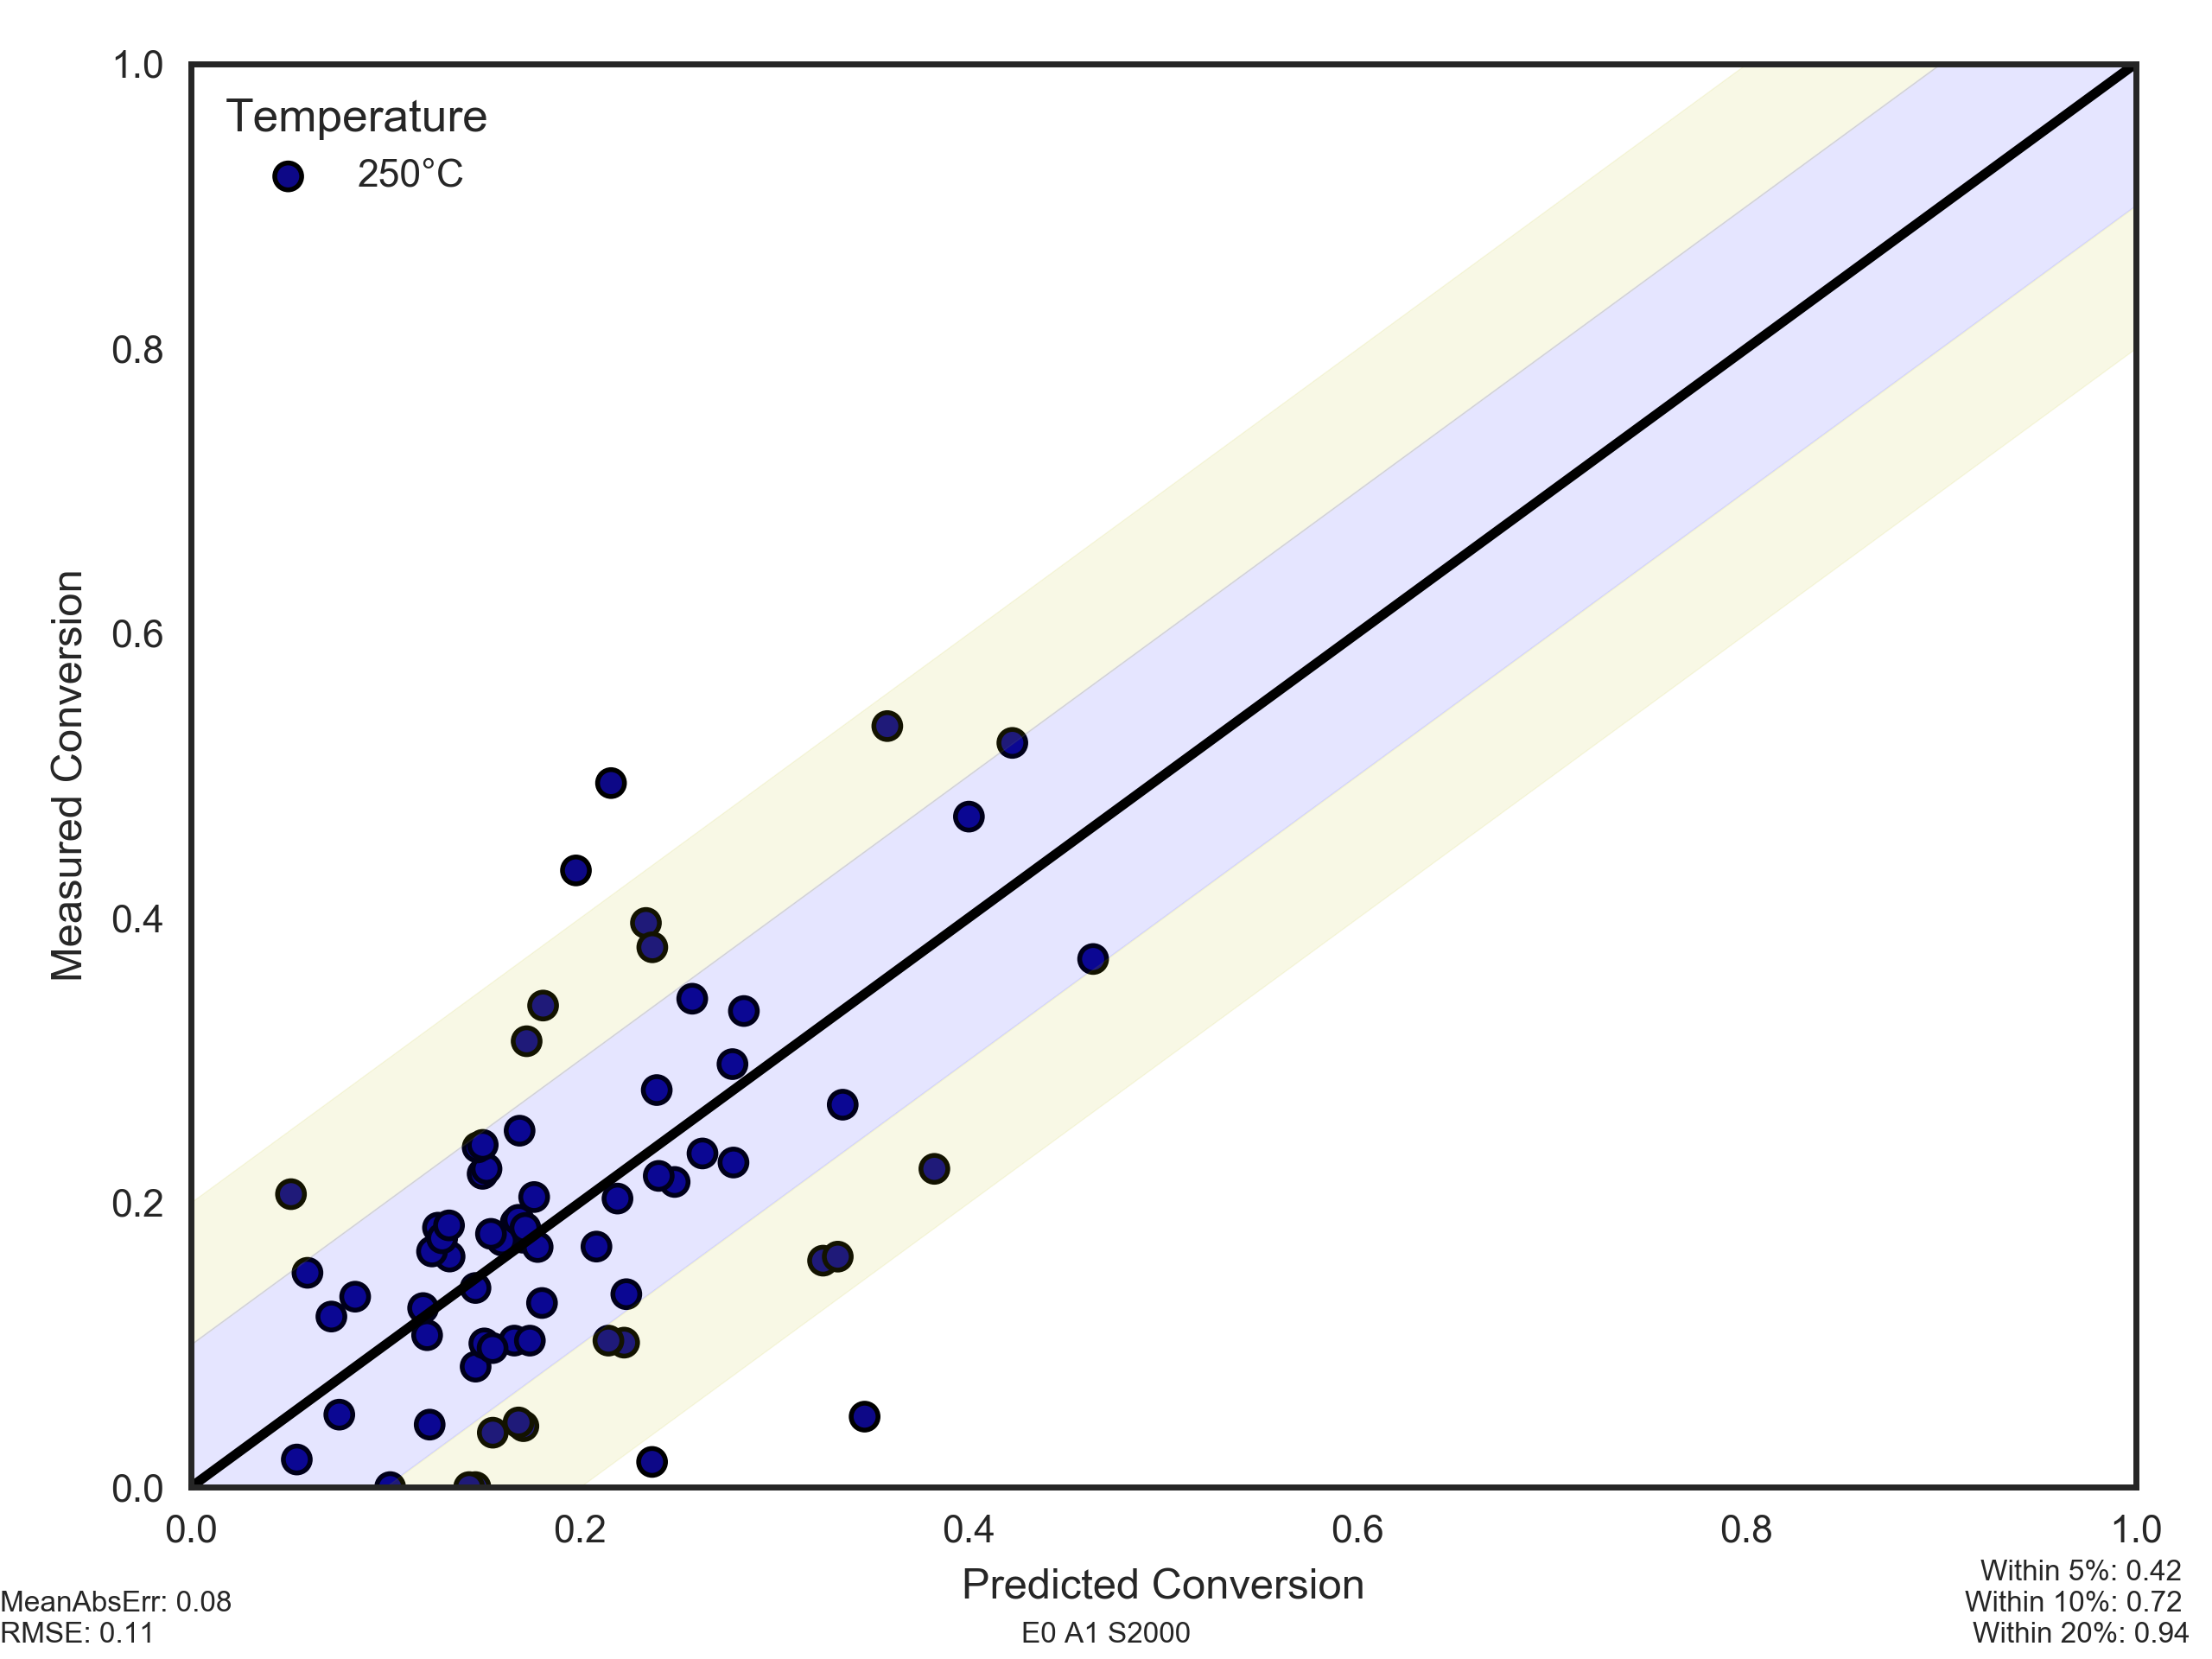 1.0
Temperature
250°C
0.8
0.6
Measured Conversion
0.4
0.2
0.0
0.0 0.2 0.4 0.6 0.8 1.0
Predicted Conversion
Within 5%: 0.42
MeanAbsErr: 0.08
Within 10%: 0.72
RMSE: 0.11
E0 A1 S2000
Within 20%: 0.94